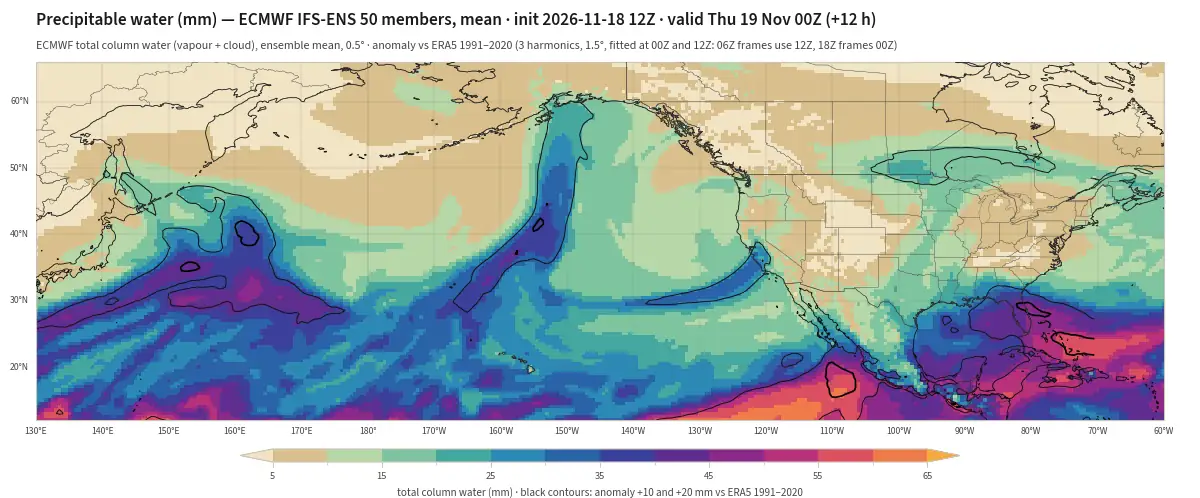 Precipitable water (mm) — ECMWF IFS-ENS 50 members, mean · init 2026-11-18 12Z · valid Thu 19 Nov 00Z (+12 h)
ECMWF total column water (vapour + cloud), ensemble mean, 0.5° · anomaly vs ERA5 1991–2020 (3 harmonics, 1.5°, fitted at 00Z and 12Z: 06Z frames use 12Z, 18Z frames 00Z)
60°N
50°N
40°N
30°N
20°N
130°E 140°E 150°E 160°E 170°E 180° 170°W 160°W 150°W 140°W 130°W 120°W 110°W 100°W 90°W 80°W 70°W 60°W
5 15 25 35 45 55 65
total column water (mm) · black contours: anomaly +10 and +20 mm vs ERA5 1991–2020